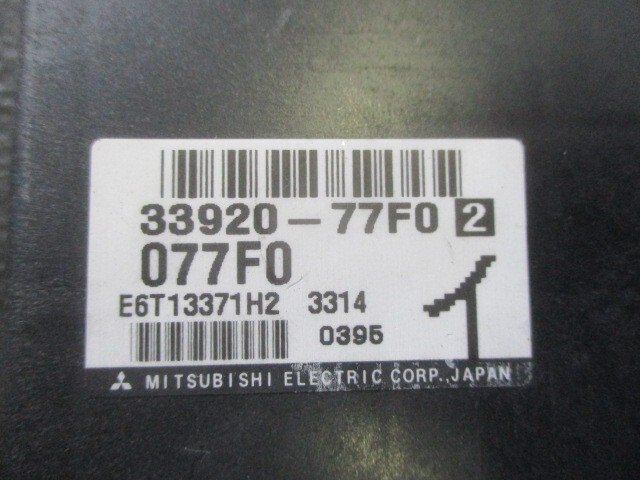 33920-77F0 2
077F0
E6T13371H2 3314
0395
MITSUBISHI ELECTRIC CORP., JAPAN